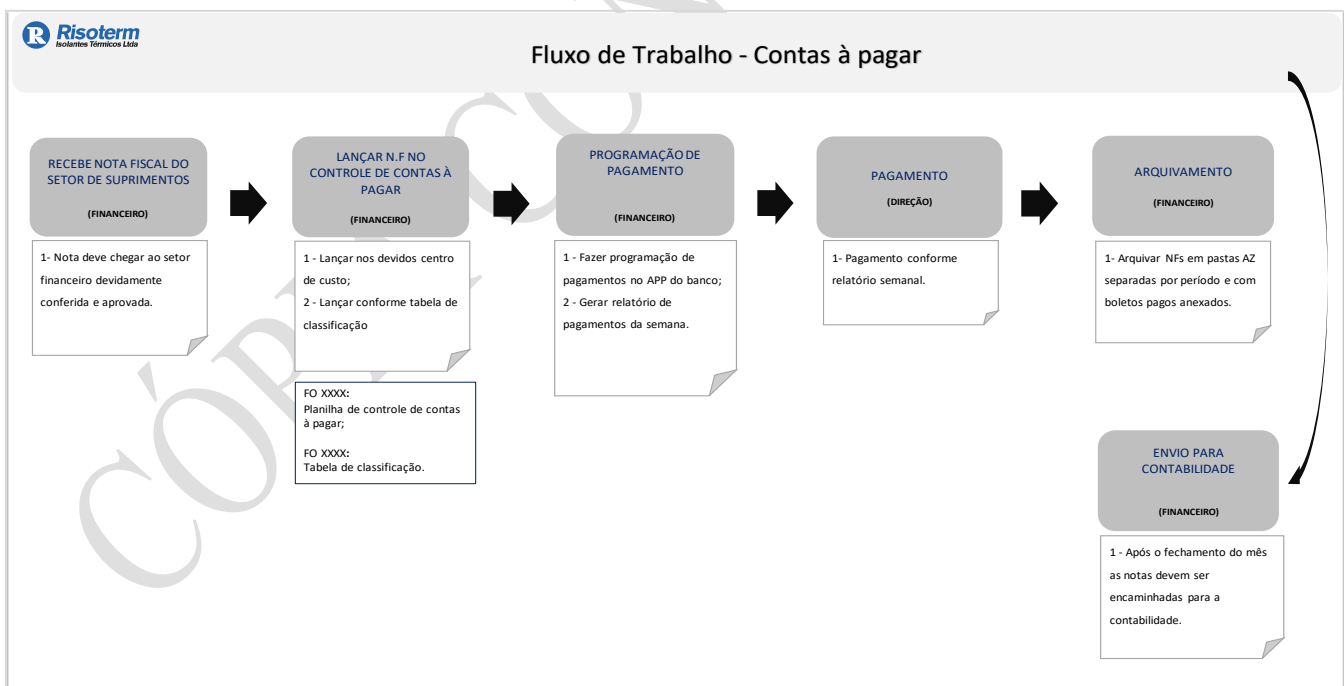 Risoterm
Isolantes Térmicos Ltda
Fluxo de Trabalho - Contas à pagar
RECEBE NOTA FISCAL DO
SETOR DE SUPRIMENTOS
(FINANCEIRO)
1- Nota deve chegar ao setor
financeiro devidamente
conferida e aprovada.
LANÇAR N.F NO
CONTROLE DE CONTAS À
PAGAR
(FINANCEIRO)
1 - Lançar nos devidos centro
de custo;
2 - Lançar conforme tabela de
classificação
FO XXXX:
Planilha de controle de contas
à pagar;
FO XXXX:
Tabela de classificação.
PROGRAMAÇÃO DE
PAGAMENTO
(FINANCEIRO)
1 - Fazer programação de
pagamentos no APP do banco;
2 - Gerar relatório de
pagamentos da semana.
PAGAMENTO
(DIREÇÃO)
1- Pagamento conforme
relatório semanal.
ARQUIVAMENTO
(FINANCEIRO)
1- Arquivar NFs em pastas AZ
separadas por período e com
boletos pagos anexados.
ENVIO PARA
CONTABILIDADE
(FINANCEIRO)
1 - Após o fechamento do mês
as notas devem ser
encaminhadas para a
contabilidade.